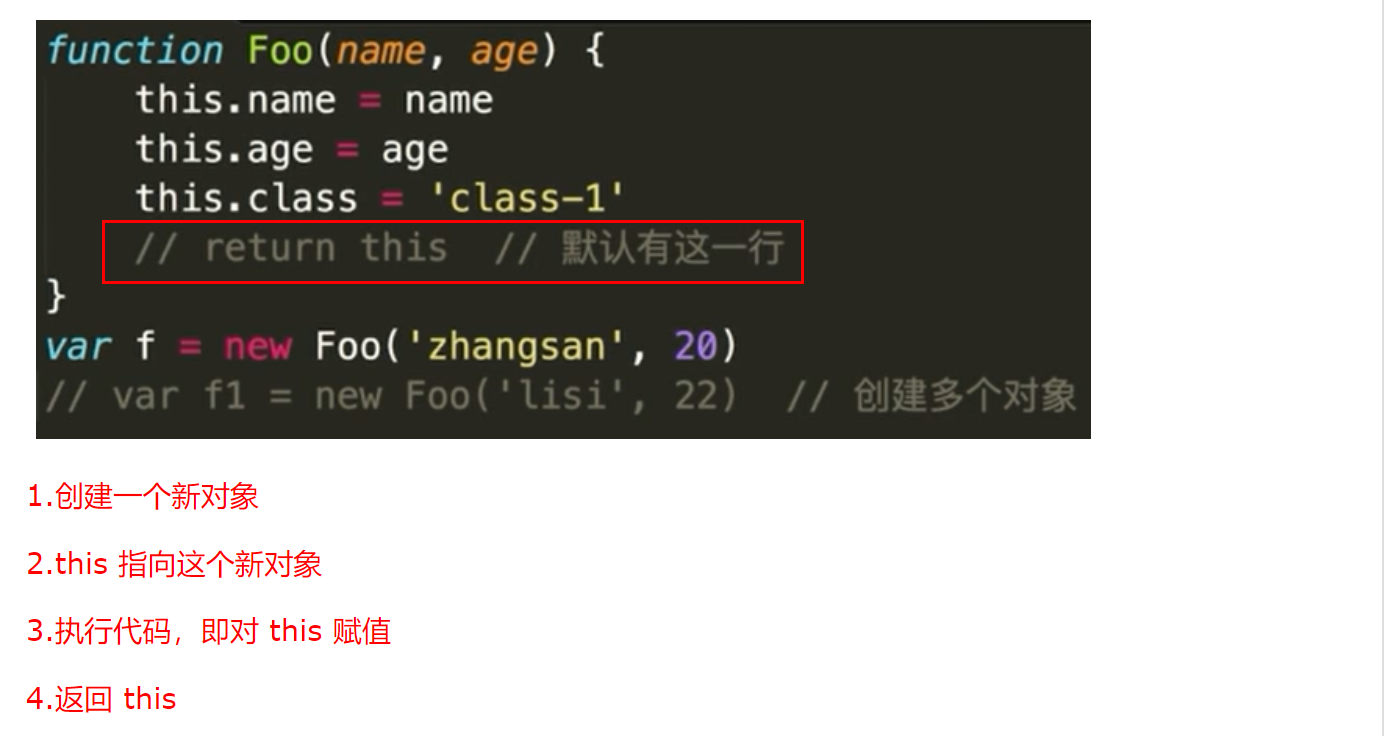 function Foo(name, age) {
    this.name = name
    this.age = age
    this.class = 'class-1'
    // return this  // 默认有这一行
}
var f = new Foo('zhangsan', 20)
// var f1 = new Foo('lisi', 22)  // 创建多个对象
1.创建一个新对象
2.this 指向这个新对象
3.执行代码，即对 this 赋值
4.返回 this